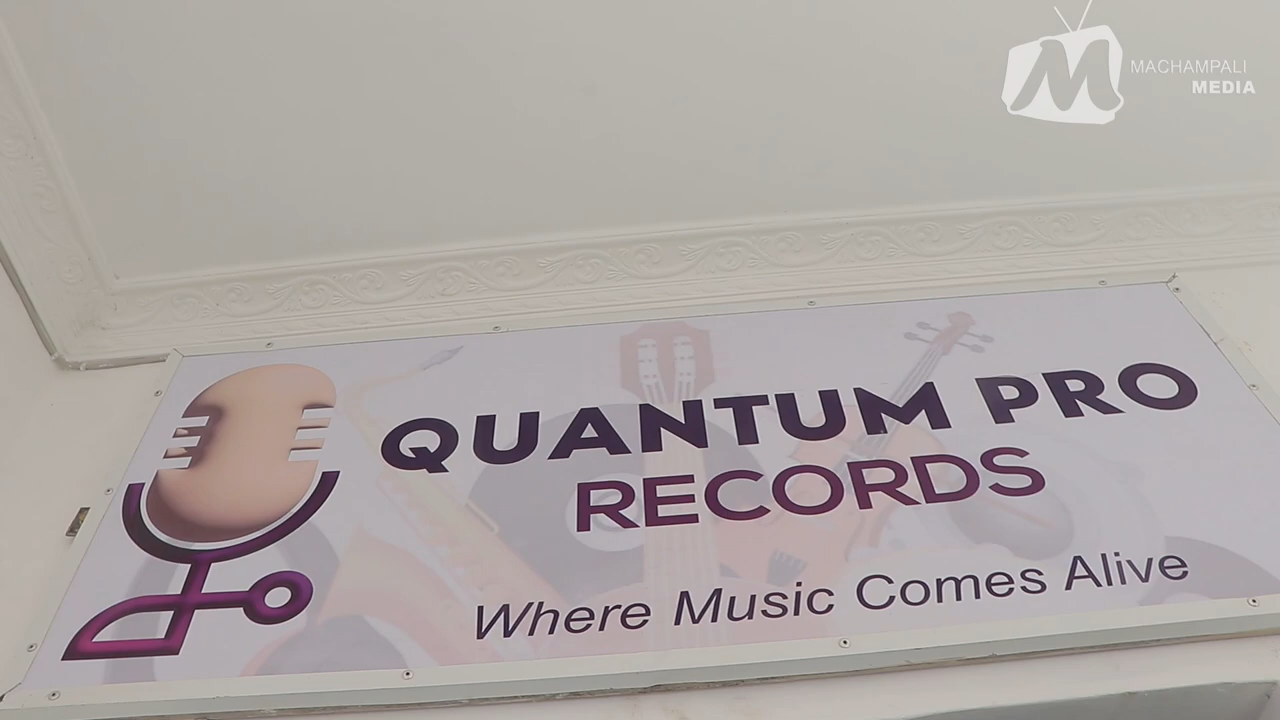 MACHAMPALI
MEDIA
QUANTUM PRO
RECORDS
Where Music Comes Alive